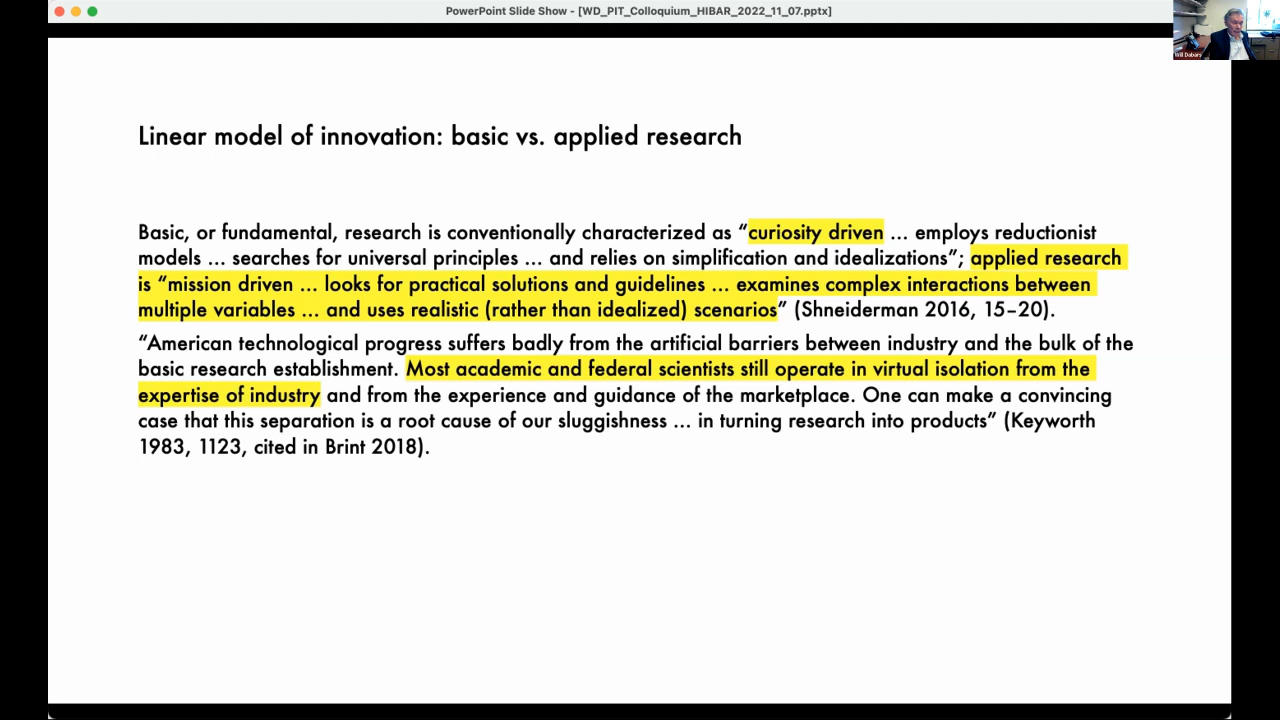 PowerPoint Slide Show - [WD_PIT_Colloquium_HIBAR_2022_11_07.pptx]
Linear model of innovation: basic vs. applied research
Basic, or fundamental, research is conventionally characterized as “curiosity driven … employs reductionist
models … searches for universal principles … and relies on simplification and idealizations”; applied research
is “mission driven … looks for practical solutions and guidelines … examines complex interactions between
multiple variables … and uses realistic (rather than idealized) scenarios” (Shneiderman 2016, 15–20).
“American technological progress suffers badly from the artificial barriers between industry and the bulk of the
basic research establishment. Most academic and federal scientists still operate in virtual isolation from the
expertise of industry and from the experience and guidance of the marketplace. One can make a convincing
case that this separation is a root cause of our sluggishness … in turning research into products” (Keyworth
1983, 1123, cited in Brint 2018).